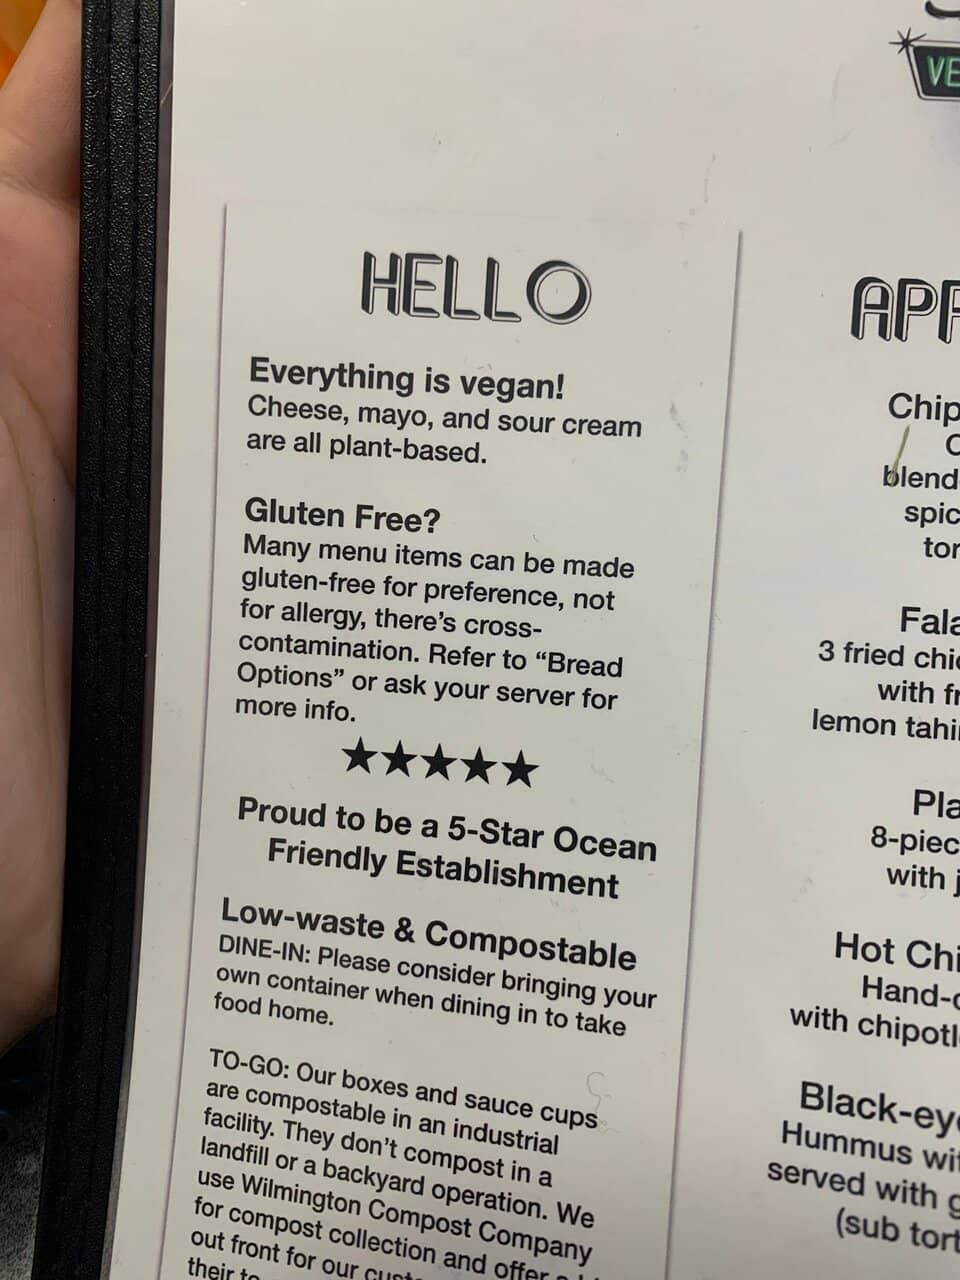 HELLO
Everything is vegan!
Cheese, mayo, and sour cream
are all plant-based.
Gluten Free?
Many menu items can be made
gluten-free for preference, not
for allergy, there's cross-
contamination. Refer to “Bread
Options” or ask your server for
more info.
Proud to be a 5-Star Ocean
Friendly Establishment
Low-waste & Compostable
DINE-IN: Please consider bringing your
own container when dining in to take
food home.
TO-GO: Our boxes and sauce cups
are compostable in an industrial
facility. They don't compost in a
landfill or a backyard operation. We
use Wilmington Compost Company
for compost collection and offer a
out front for our
their
VE
APP
Chip
blend
spic
tor
Fala
3 fried chic
with fr
lemon tahi
Pla
8-piec
with j
Hot Chi
Hand-
with chipotl
Black-eye
Hummus wi
served with g
(sub tort